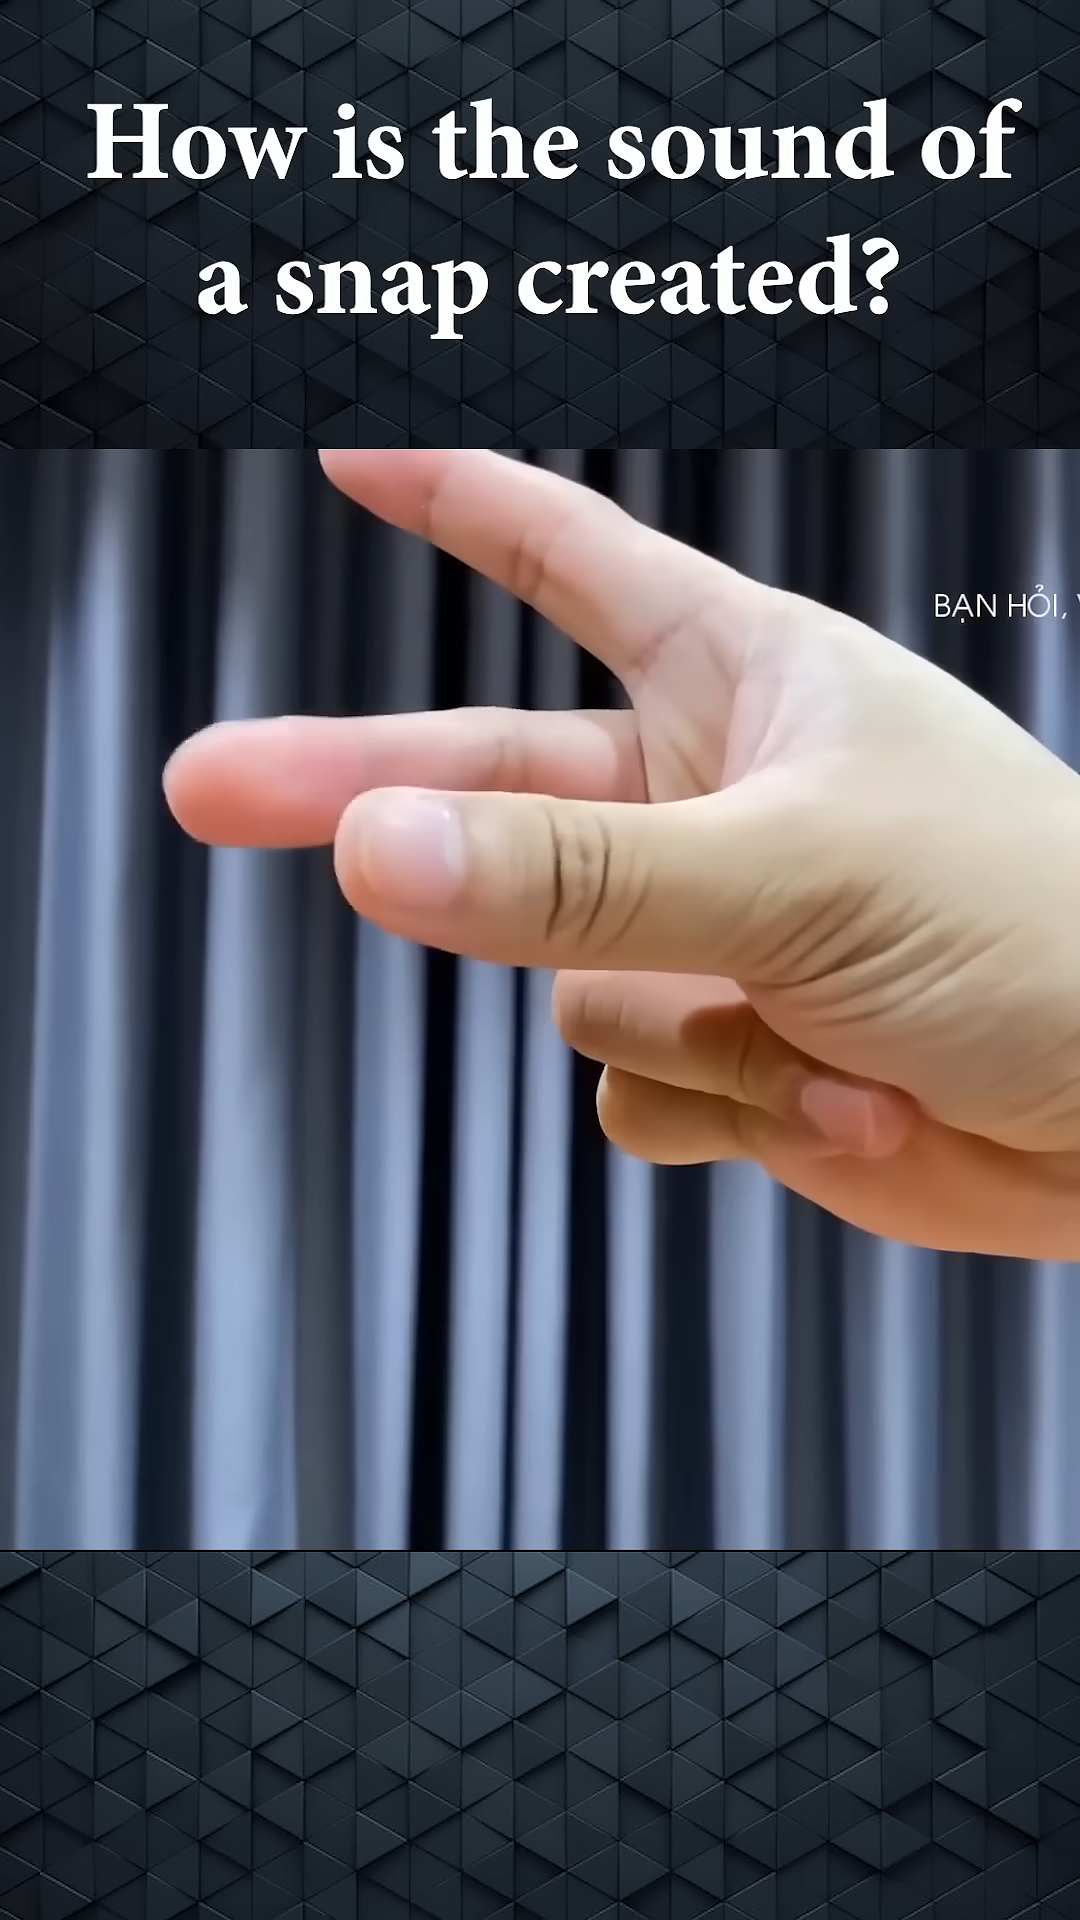 How is the sound of
a snap created?
BẠN HỎI,